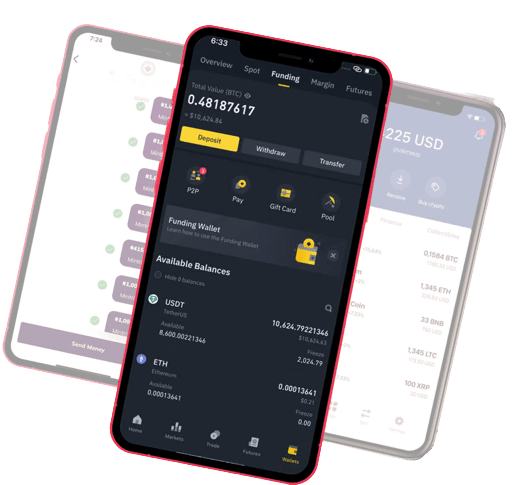 7:24
Send Money
6:33
Overview Spot Funding Margin Futures
Total Value (BTC)
0.48187617
≈ $10,624.84
Deposit Withdraw Transfer
P2P Pay Gift Card Pool
Funding Wallet
Learn how to use the Funding Wallet
Available Balances
Hide 0 balances
USDT 10,624.79221346
TetherUS $10,624.63
Available Freeze
8,600.00221346 2,024.79
ETH 0.00013641
Ethereum $0.21
Available Freeze
0.00013641 0.00
Home Markets Trade Futures Wallets
225 USD
Receive Buy crypto
Finance Collectibles
0,1584 BTC
1,345 ETH
Coin 33 BNB
1,345 LTC
100 XRP